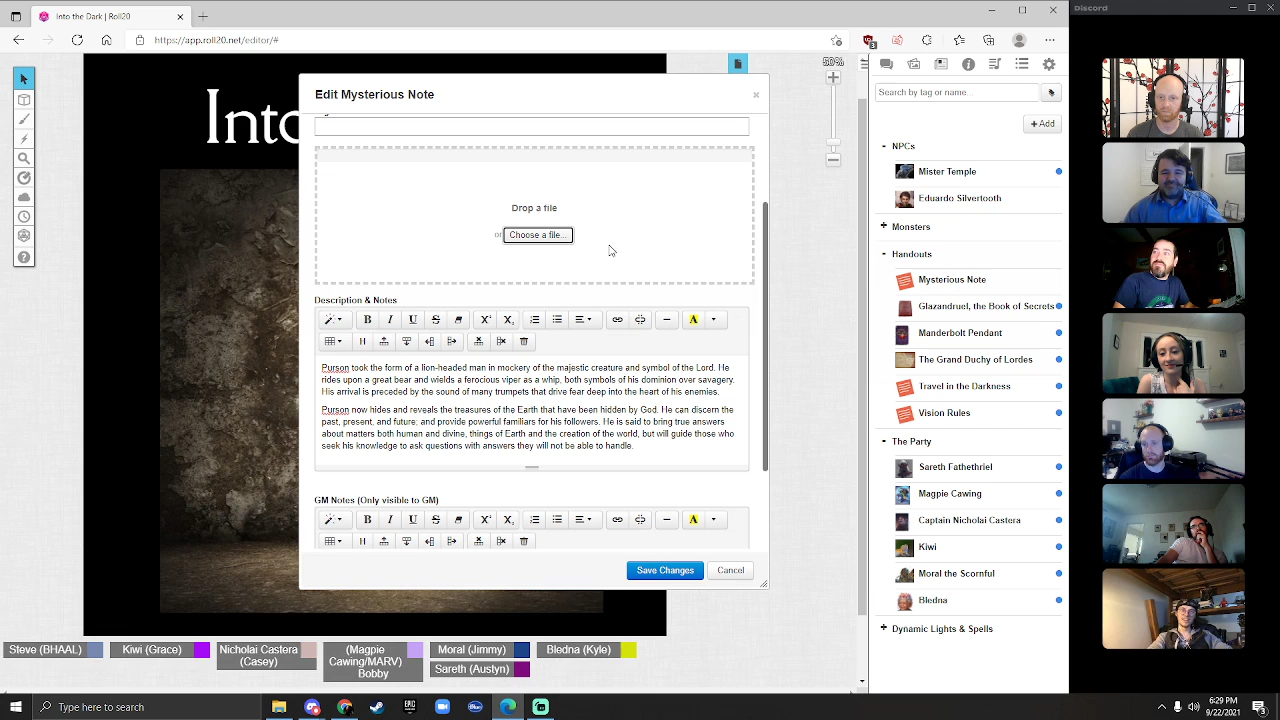 Into the Dark | Roll20
Discord
https://app.roll20.net/editor/#
Into
50%
Edit Mysterious Note
Drop a file
or Choose a file...
Description & Notes
B I U S
Purson took the form of a lion-headed man in mockery of the majestic creature and symbol of the Lord. He
rides upon a great bear and wields a ferocious viper as a whip, both symbols of his dominion over savagery.
His arrival is preceded by the sound of many trumpets that drive fear deep into the heart of his enemies.
Purson now hides and reveals the treasures of the Earth that have been hidden by God. He can discern the
past, present, and future; and provide powerful familiars for his followers. He is said to bring true answers
about matters both human and divine, things of Earth and the creation of the world, but will guide those who
seek his knowledge to ask questions with answers they will not be able to handle.
GM Notes (Only visible to GM)
B I U S
Save Changes
Cancel
Search by tag or name...
+ Add
NPCs
Mister Temple
Eduardo Silvertooth
Monsters
Handouts
Mysterious Note
Glazandruel, the Book of Secrets
Manderbolt Pendant
The Grand Duchy of Lordes
Travel in the Darkness
Vision Rules
The Party
Sareth Faibethriel
Magpie Cawing
Captain Nicholai Castera
Kiwi
Moral the Scornful
Bledna
Dynamic Lights & Spells
Steve (BHAAL)
Kiwi (Grace)
Nicholai Castera
(Casey)
(Magpie
Cawing/MARV)
Bobby
Moral (Jimmy)
Sareth (Austyn)
Bledna (Kyle)
Type here to search
6:29 PM
9/22/2021